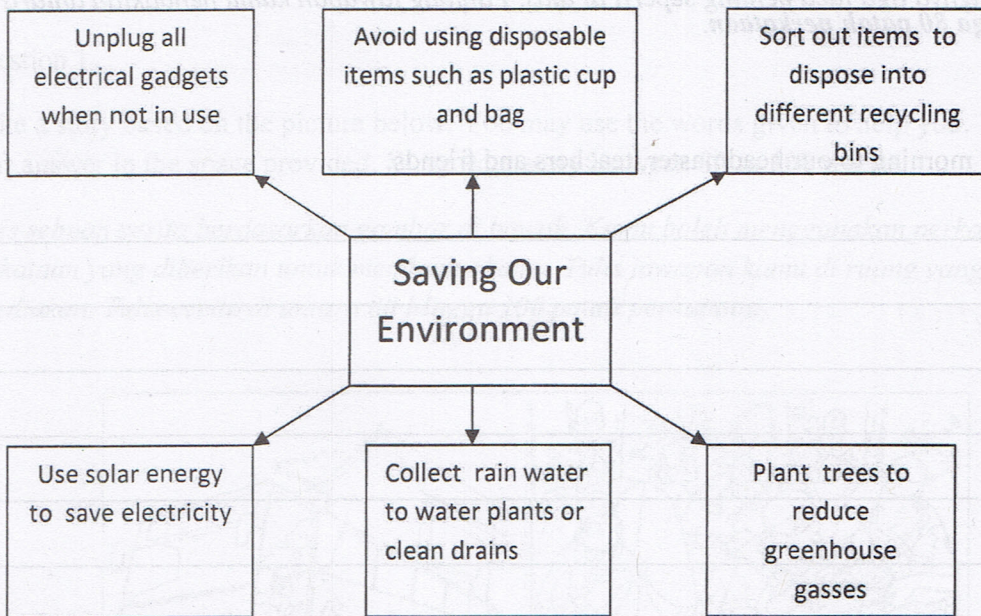 Unplug all
electrical gadgets
when not in use
Avoid using disposable
items such as plastic cup
and bag
Sort out items to
dispose into
different recycling
bins
morning to our headmaster, teachers and friends.
Saving Our
Environment
Use solar energy
to save electricity
Collect rain water
to water plants or
clean drains
Plant trees to
reduce
greenhouse
gasses